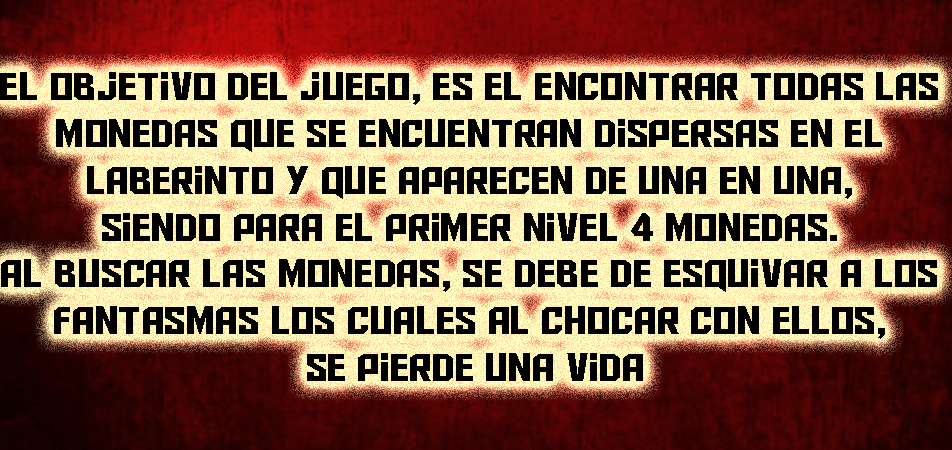 EL OBJETIVO DEL JUEGO, ES EL ENCONTRAR TODAS LAS
MONEDAS QUE SE ENCUENTRAN DISPERSAS EN EL
LABERINTO Y QUE APARECEN DE UNA EN UNA,
SIENDO PARA EL PRIMER NIVEL 4 MONEDAS.
AL BUSCAR LAS MONEDAS, SE DEBE DE ESQUIVAR A LOS
FANTASMAS LOS CUALES AL CHOCAR CON ELLOS,
SE PIERDE UNA VIDA